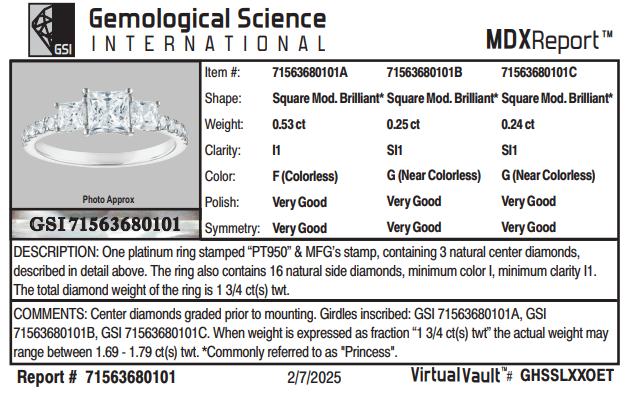 GSI
Gemological Science
INTERNATIONAL
MDXReport™
Item #: 71563680101A 71563680101B 71563680101C
Shape: Square Mod. Brilliant* Square Mod. Brilliant* Square Mod. Brilliant*
Weight: 0.53 ct 0.25 ct 0.24 ct
Clarity: I1 SI1 SI1
Color: F (Colorless) G (Near Colorless) G (Near Colorless)
Polish: Very Good Very Good Very Good
Symmetry: Very Good Very Good Very Good
Photo Approx
GSI 71563680101
DESCRIPTION: One platinum ring stamped “PT950” & MFG's stamp, containing 3 natural center diamonds,
described in detail above. The ring also contains 16 natural side diamonds, minimum color I, minimum clarity I1.
The total diamond weight of the ring is 1 3/4 ct(s) twt.
COMMENTS: Center diamonds graded prior to mounting. Girdles inscribed: GSI 71563680101A, GSI
71563680101B, GSI 71563680101C. When weight is expressed as fraction “1 3/4 ct(s) twt” the actual weight may
range between 1.69 - 1.79 ct(s) twt. *Commonly referred to as "Princess".
Report # 71563680101 2/7/2025 VirtualVault™# GHSSLXXOET